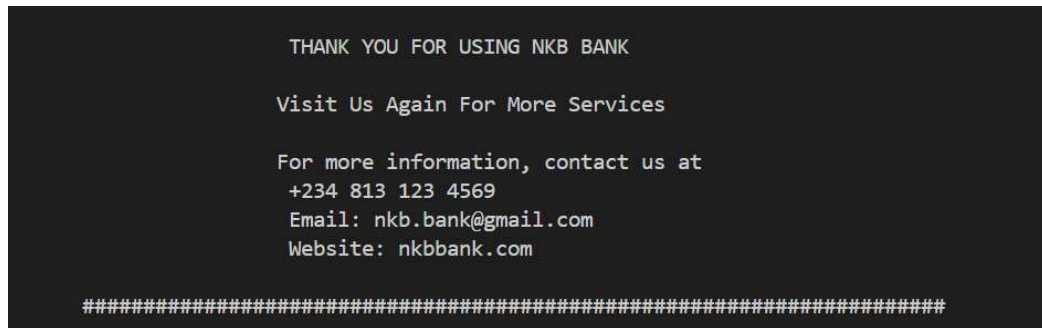 THANK YOU FOR USING NKB BANK
Visit Us Again For More Services
For more information, contact us at
+234 813 123 4569
Email: nkb.bank@gmail.com
Website: nkbbank.com
#######################################################################